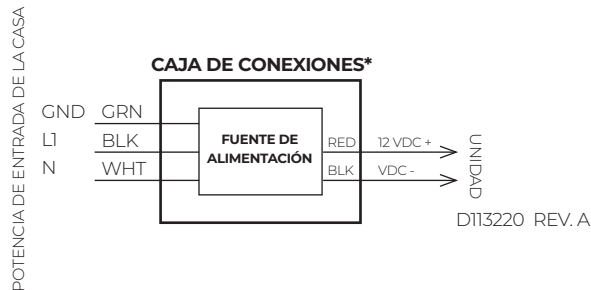 POTENCIA DE ENTRADA DE LA CASA
CAJA DE CONEXIONES*
GND GRN
L1 BLK
N WHT
FUENTE DE
ALIMENTACIÓN
RED 12 VDC +
BLK VDC -
UNIDAD
D113220 REV. A